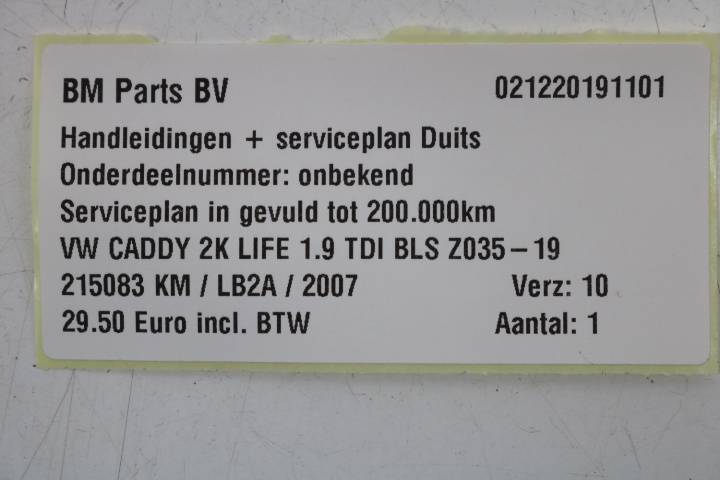 BM Parts BV 021220191101
Handleidingen + serviceplan Duits
Onderdeelnummer: onbekend
Serviceplan in gevuld tot 200.000km
VW CADDY 2K LIFE 1.9 TDI BLS Z035-19
215083 KM / LB2A / 2007 Verz: 10
29.50 Euro incl. BTW Aantal: 1